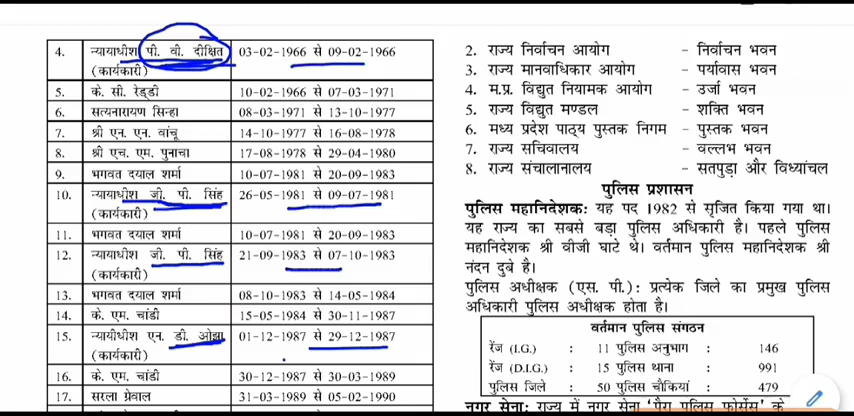 4. न्यायाधीश पी. वी. दीक्षित 03-02-1966 से 09-02-1966
(कार्यकारी)
5. के. सी. रेड्डी 10-02-1966 से 07-03-1971
6. सत्यनारायण सिन्हा 08-03-1971 से 13-10-1977
7. श्री एन. एन. वांचू 14-10-1977 से 16-08-1978
8. श्री एच. एम. पुनाचा 17-08-1978 से 29-04-1980
9. भगवत दयाल शर्मा 10-07-1981 से 20-09-1983
10. न्यायाधीश जी. पी. सिंह 26-05-1981 से 09-07-1981
(कार्यकारी)
11. भगवत दयाल शर्मा 10-07-1981 से 20-09-1983
12. न्यायाधीश जी. पी. सिंह 21-09-1983 से 07-10-1983
(कार्यकारी)
13. भगवत दयाल शर्मा 08-10-1983 से 14-05-1984
14. के. एम. चांडी 15-05-1984 से 30-11-1987
15. न्यायीधीश एन. डी. ओझा 01-12-1987 से 29-12-1987
(कार्यकारी)
16. के. एम. चांडी 30-12-1987 से 30-03-1989
17. सरला ग्रेवाल 31-03-1989 से 05-02-1990
2. राज्य निर्वाचन आयोग – निर्वाचन भवन
3. राज्य मानवाधिकार आयोग – पर्यावास भवन
4. म.प्र. विद्युत नियामक आयोग – उर्जा भवन
5. राज्य विद्युत मण्डल – शक्ति भवन
6. मध्य प्रदेश पाठ्य पुस्तक निगम – पुस्तक भवन
7. राज्य सचिवालय – वल्लभ भवन
8. राज्य संचालानालय – सतपुड़ा और विध्यांचल
पुलिस प्रशासन
पुलिस महानिदेशक: यह पद 1982 से सृजित किया गया था।
यह राज्य का सबसे बड़ा पुलिस अधिकारी है। पहले पुलिस
महानिदेशक श्री वीजी घाटे थे। वर्तमान पुलिस महानिदेशक श्री
नंदन दुबे है।
पुलिस अधीक्षक (एस. पी.): प्रत्येक जिले का प्रमुख पुलिस
अधिकारी पुलिस अधीक्षक होता है।
वर्तमान पुलिस संगठन
रेंज (I.G.) : 11 पुलिस अनुभाग : 146
रेंज (D.I.G.) : 15 पुलिस थाना : 991
पुलिस जिले : 50 पुलिस चौकियां : 479
नगर सेना: राज्य में नगर सेना 'पैरा पुलिस फोर्सेस' के